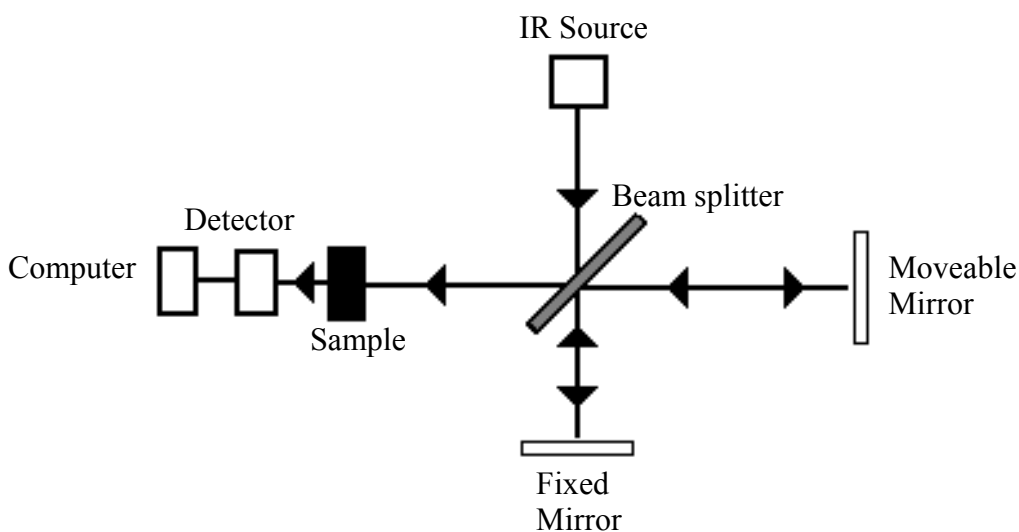 IR Source
Beam splitter
Detector
Computer
Moveable
Mirror
Sample
Fixed
Mirror